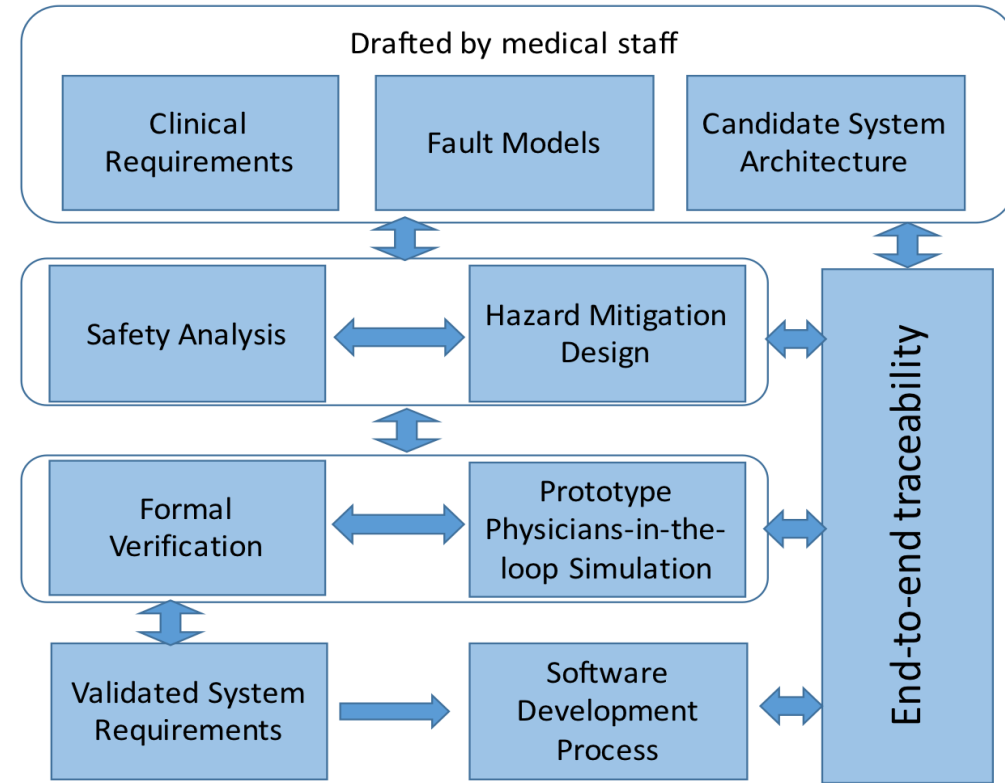 Drafted by medical staff
Clinical
Requirements
Fault Models
Candidate System
Architecture
Safety Analysis
Hazard Mitigation
Design
Formal
Verification
Prototype
Physicians-in-the-
loop Simulation
Validated System
Requirements
Software
Development
Process
End-to-end traceability